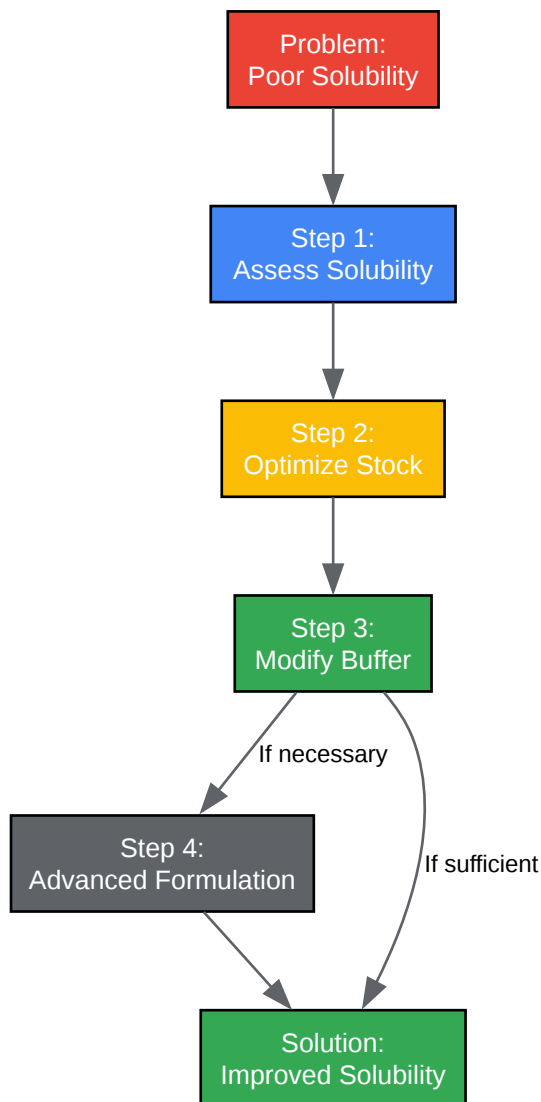 Problem:
Poor Solubility
Step 1:
Assess Solubility
Step 2:
Optimize Stock
Step 3:
Modify Buffer
If necessary
Step 4:
Advanced Formulation
If sufficient
Solution:
Improved Solubility